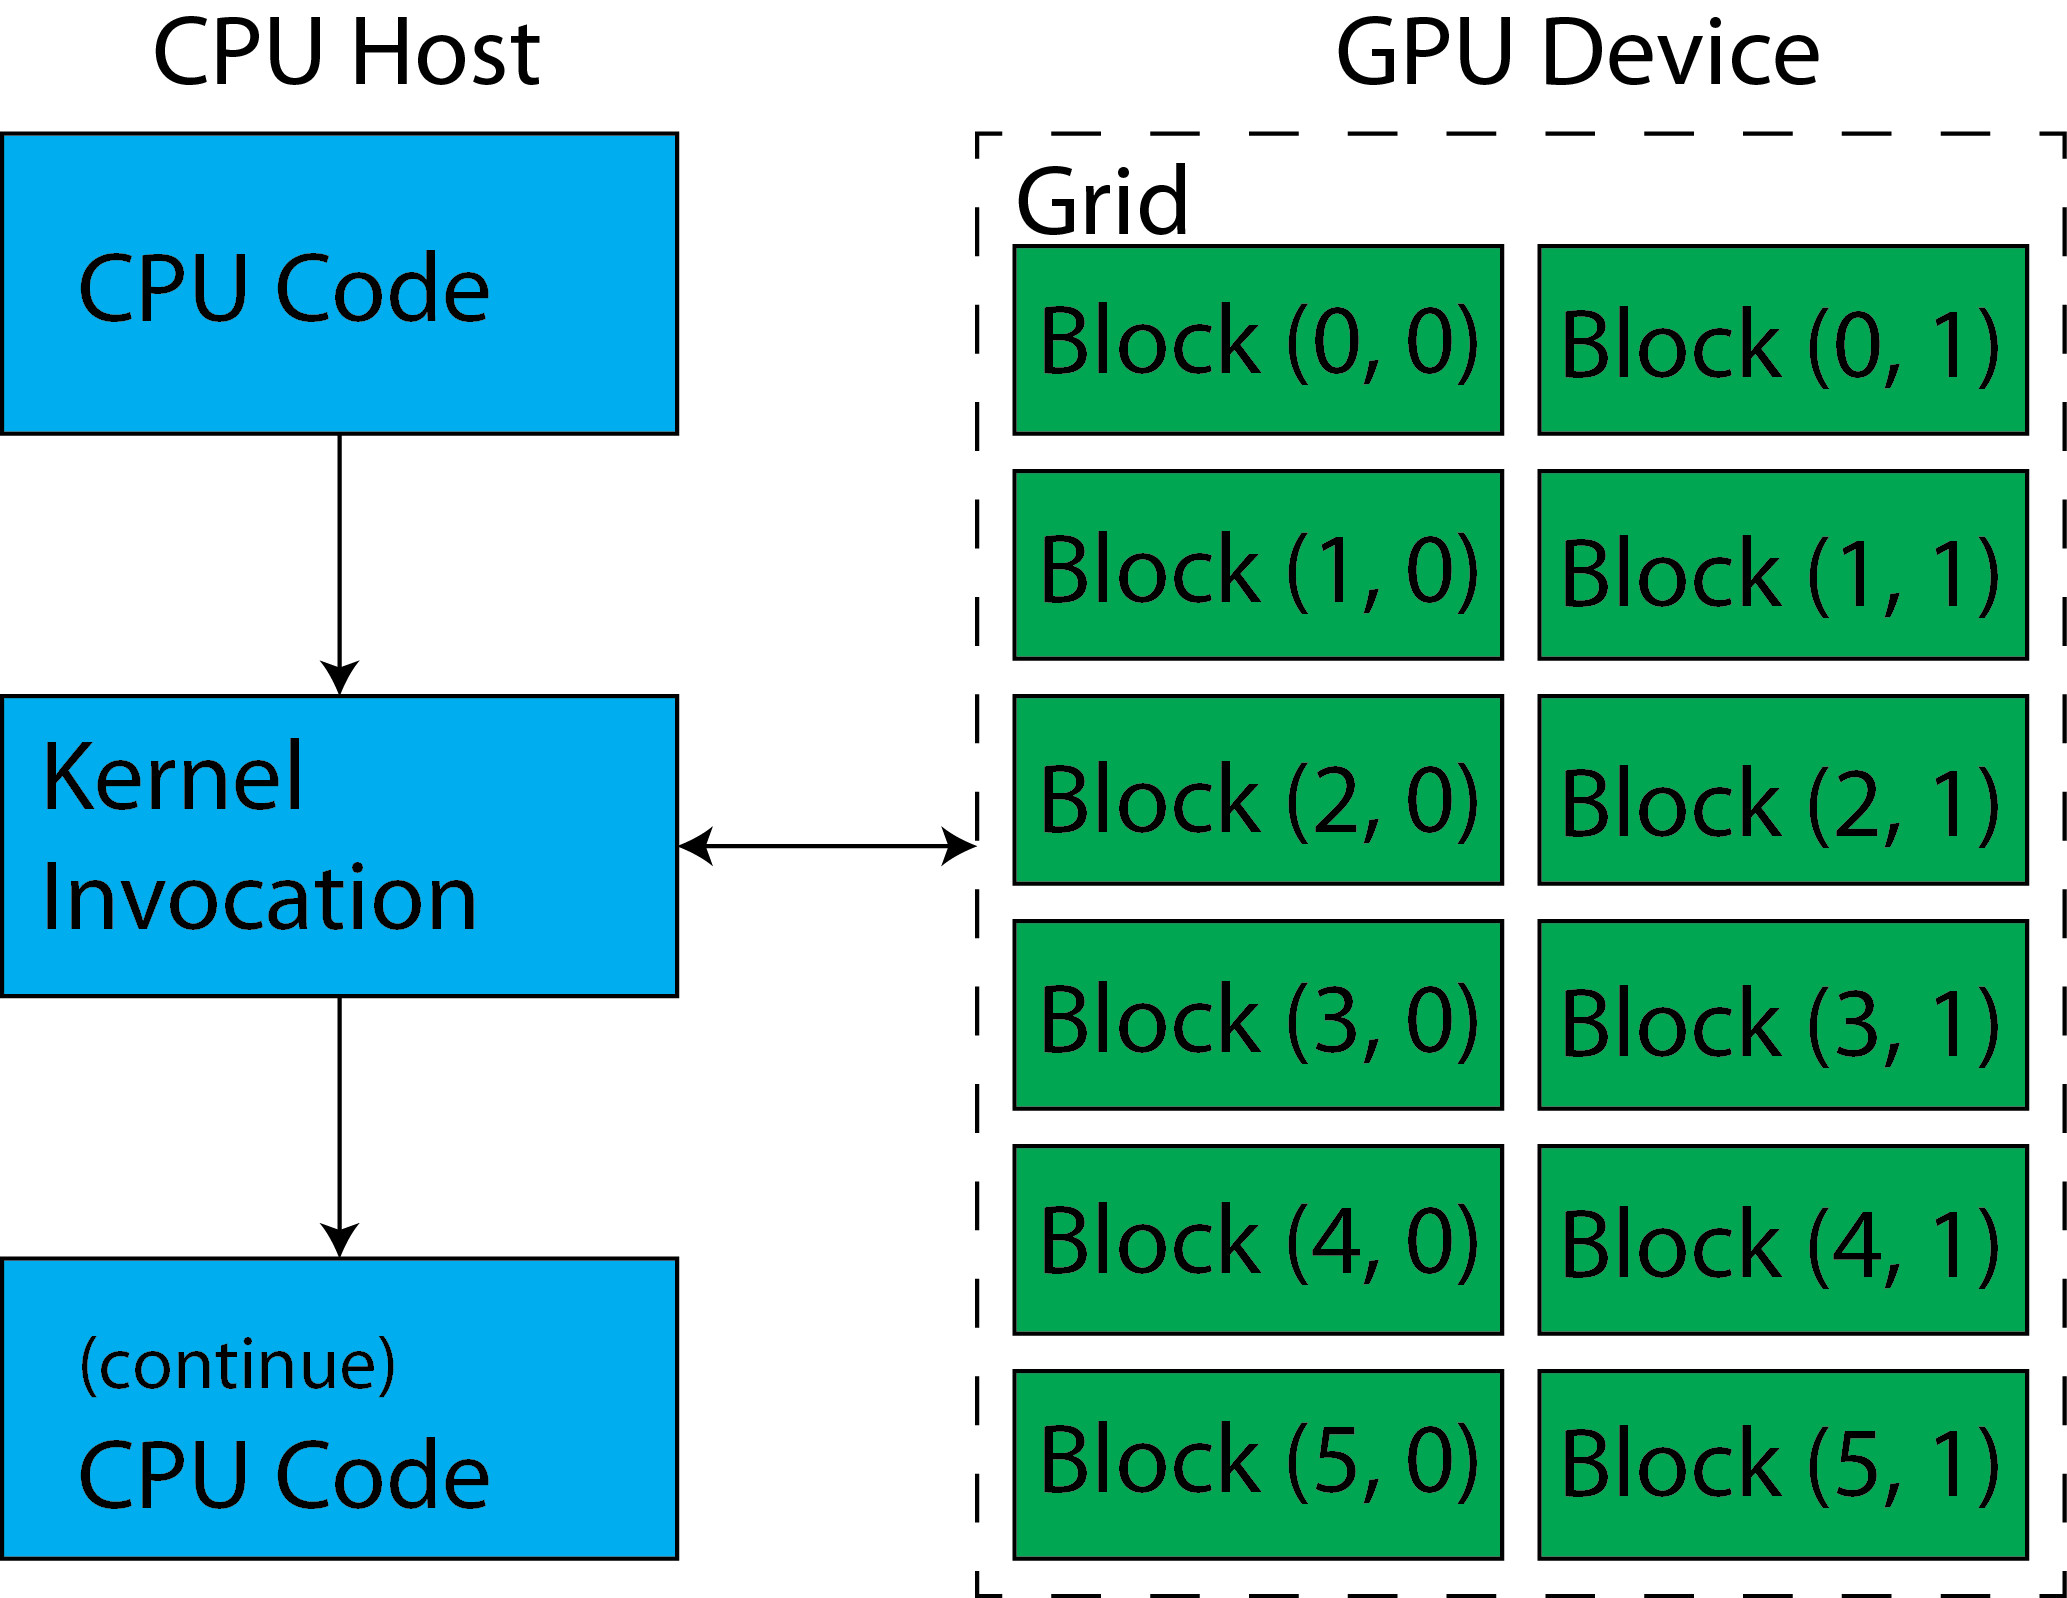 CPU Host
CPU Code
Kernel
Invocation
(continue)
CPU Code
GPU Device
Grid
Block (0, 0)
Block (0, 1)
Block (1, 0)
Block (1, 1)
Block (2, 0)
Block (2, 1)
Block (3, 0)
Block (3, 1)
Block (4, 0)
Block (4, 1)
Block (5, 0)
Block (5, 1)